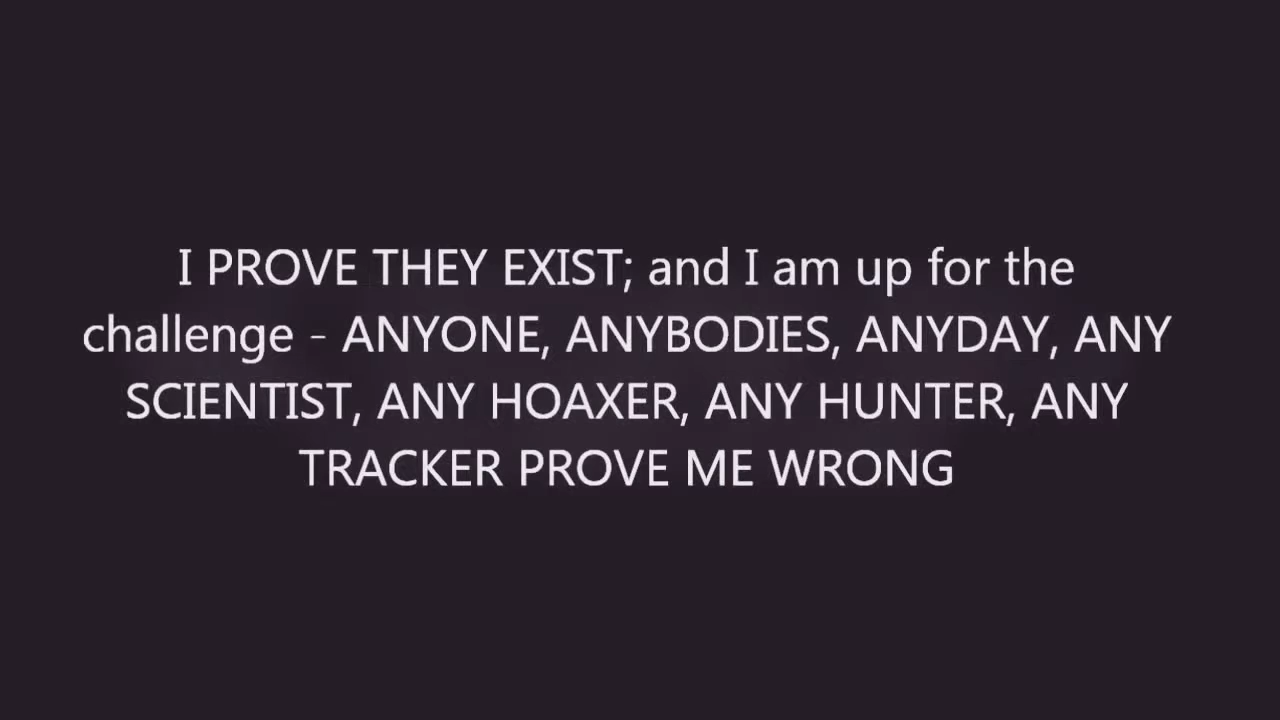 I PROVE THEY EXIST; and I am up for the
challenge - ANYONE, ANYBODIES, ANYDAY, ANY
SCIENTIST, ANY HOAXER, ANY HUNTER, ANY
TRACKER PROVE ME WRONG